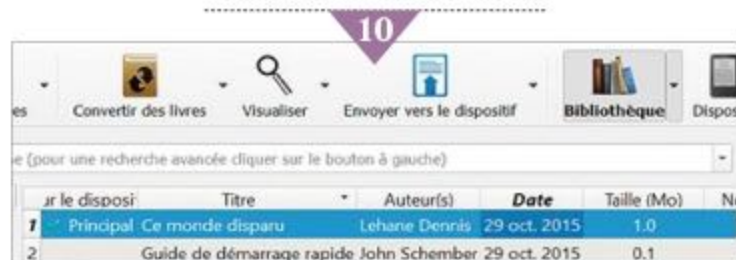 10
es Convertir des livres Visualiser Envoyer vers le dispositif Bibliothèque Dispos
e (pour une recherche avancée cliquer sur le bouton à gauche)
ur le disposi Titre Auteur(s) Date Taille (Mo) N
1 Principal Ce monde disparu Lehane Dennis 29 oct. 2015 1.0
2 Guide de démarrage rapide John Schember 29 oct. 2015 0.1